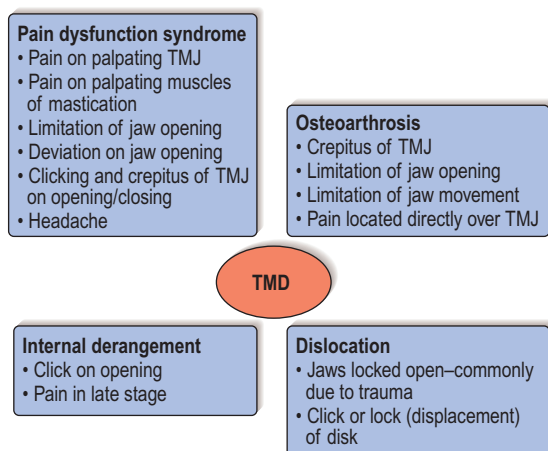 Pain dysfunction syndrome
• Pain on palpating TMJ
• Pain on palpating muscles
of mastication
• Limitation of jaw opening
• Deviation on jaw opening
• Clicking and crepitus of TMJ
on opening/closing
• Headache
Osteoarthrosis
• Crepitus of TMJ
• Limitation of jaw opening
• Limitation of jaw movement
• Pain located directly over TMJ
TMD
Internal derangement
• Click on opening
• Pain in late stage
Dislocation
• Jaws locked open–commonly
due to trauma
• Click or lock (displacement)
of disk